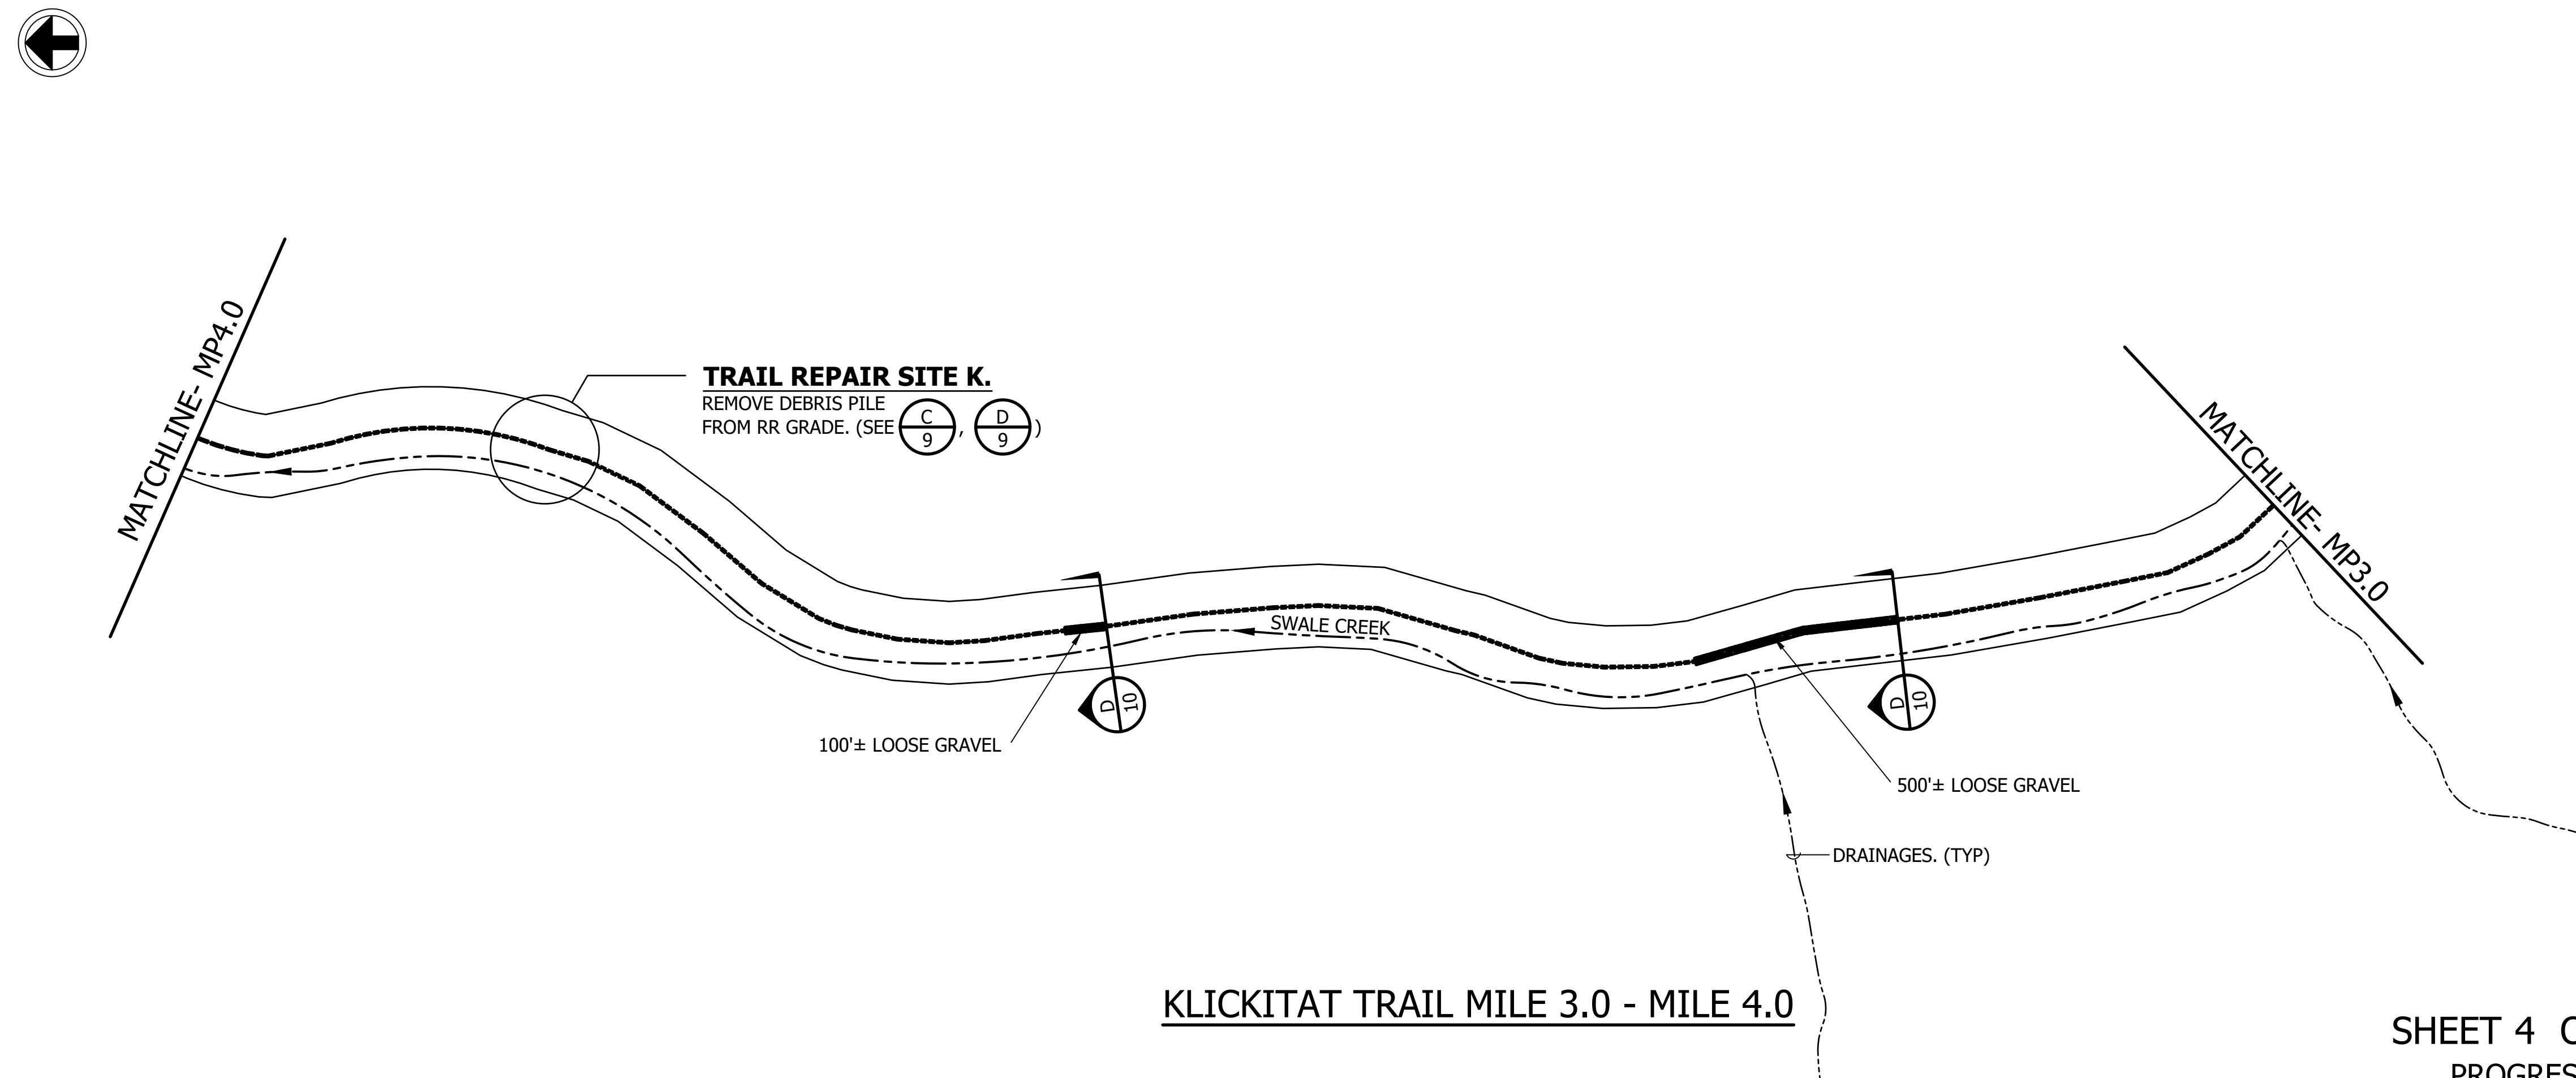 MATCHLINE- MP4.0
TRAIL REPAIR SITE K.
REMOVE DEBRIS PILE
FROM RR GRADE. (SEE C 9 , D 9 )
MATCHLINE- MP3.0
SWALE CREEK
D 10
D 10
100'± LOOSE GRAVEL
500'± LOOSE GRAVEL
DRAINAGES. (TYP)
KLICKITAT TRAIL MILE 3.0 - MILE 4.0
SHEET 4
PROGRES